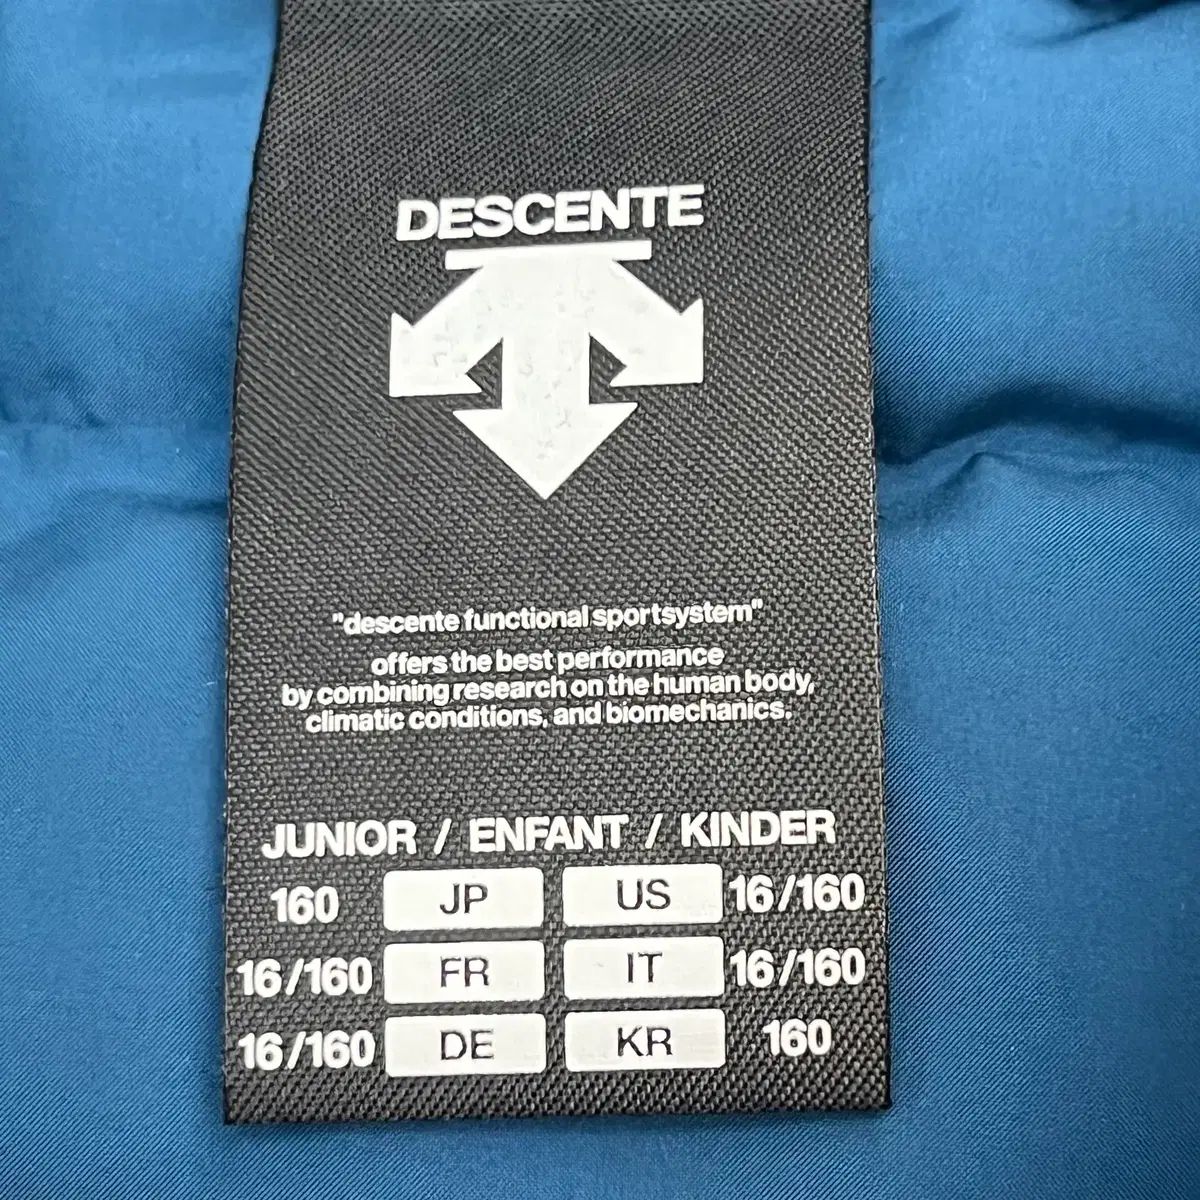 DESCENTE
"descente functional sportsystem"
offers the best performance
by combining research on the human body,
climatic conditions, and biomechanics.
JUNIOR / ENFANT / KINDER
160 JP US 16/160
16/160 FR IT 16/160
16/160 DE KR 160